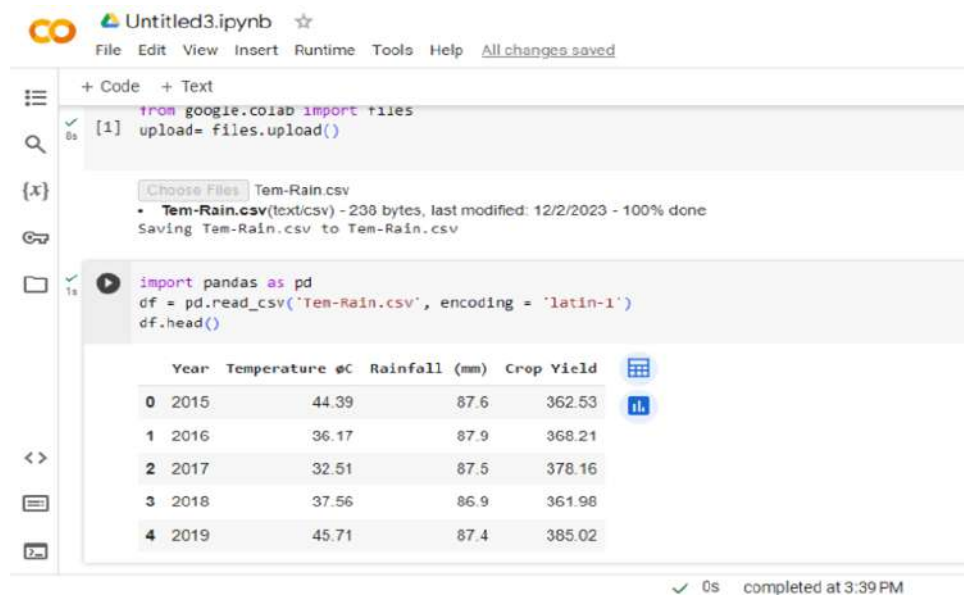 CO
Untitled3.ipynb
File Edit View Insert Runtime Tools Help All changes saved
+ Code + Text
from google.colab import files
[1] upload= files.upload()
0s
Choose Files Tem-Rain.csv
• Tem-Rain.csv(text/csv) - 238 bytes, last modified: 12/2/2023 - 100% done
Saving Tem-Rain.csv to Tem-Rain.csv
{x}
1s
import pandas as pd
df = pd.read_csv('Tem-Rain.csv', encoding = 'latin-1')
df.head()
Year Temperature øC Rainfall (mm) Crop Yield
0 2015 44.39 87.6 362.53
1 2016 36.17 87.9 368.21
2 2017 32.51 87.5 378.16
3 2018 37.56 86.9 361.98
4 2019 45.71 87.4 385.02
0s completed at 3:39 PM